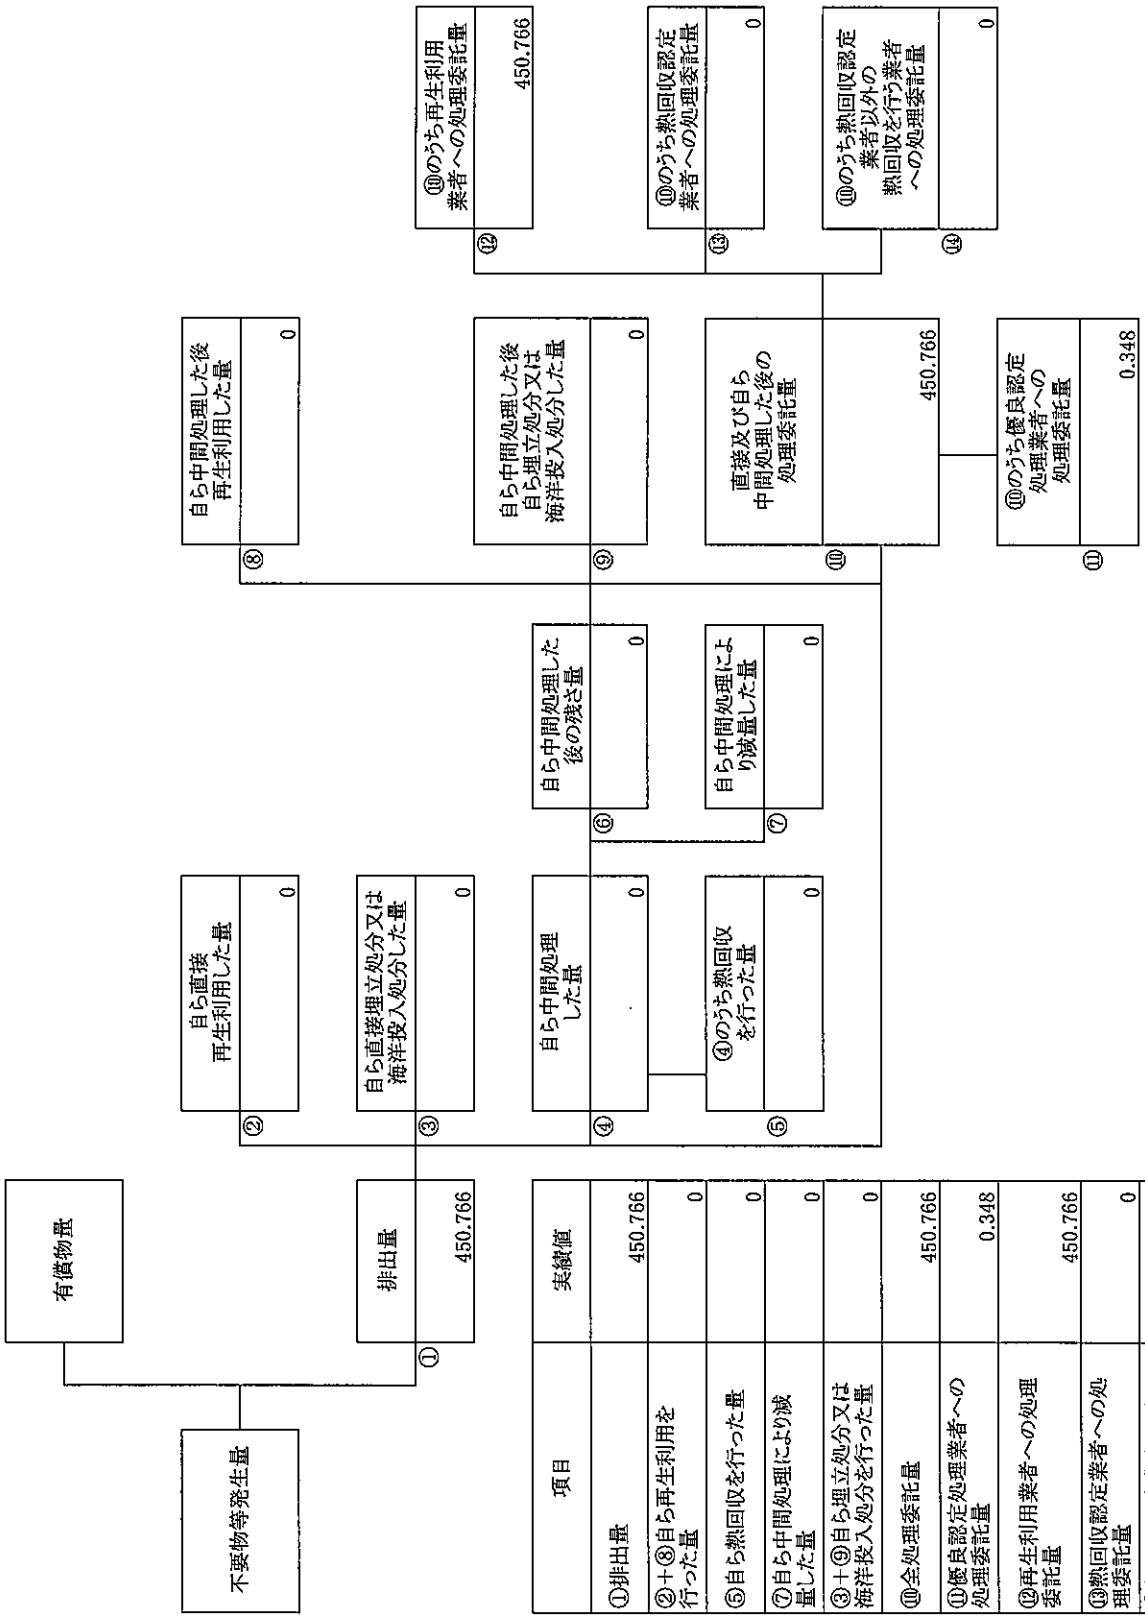 不要物等発生量
有償物量
①
排出量
450.766
②
自ら直接
再生利用した量
0
③
自ら直接埋立処分又は
海洋投入処分した量
0
④
自ら中間処理
した量
0
⑤
④のうち熱回収
を行った量
0
⑥
自ら中間処理した
後の残さ量
0
⑦
自ら中間処理によ
り減量した量
0
⑧
自ら中間処理した後
再生利用した量
0
⑨
自ら中間処理した後
自ら埋立処分又は
海洋投入処分した量
0
⑩
直接及び自ら
中間処理した後の
処理委託量
450.766
⑪
⑩のうち優良認定
処理業者への
処理委託量
0.348
⑫
⑩のうち再生利用
業者への処理委託量
450.766
⑬
⑩のうち熱回収認定
業者への処理委託量
0
⑭
⑩のうち熱回収認定
業者以外の
熱回収を行う業者
への処理委託量
0
項目
実績値
①排出量
450.766
②+⑧自ら再生利用を
行った量
0
⑤自ら熱回収を行った量
0
⑦自ら中間処理により減
量した量
0
③+⑨自ら埋立処分又は
海洋投入処分を行った量
0
⑩全処理委託量
450.766
⑪優良認定処理業者への
処理委託量
0.348
⑫再生利用業者への処理
委託量
450.766
⑬熱回収認定業者への処
理委託量
0